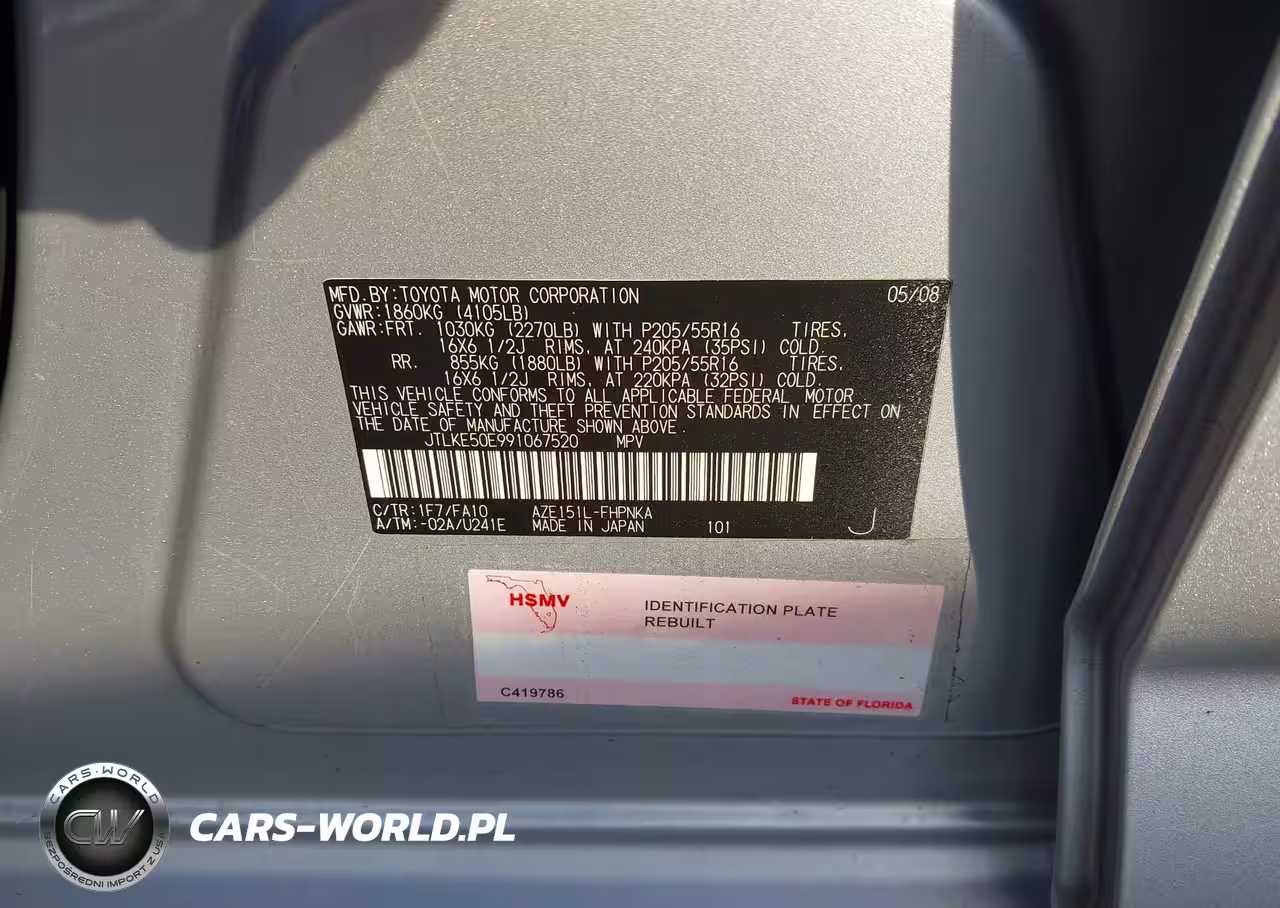 MFD.BY:TOYOTA MOTOR CORPORATION 05/08
GVWR:1860KG (4105LB)
GAWR:FRT. 1030KG (2270LB) WITH P205/55R16 TIRES,
16X6 1/2J RIMS, AT 240KPA (35PSI) COLD.
RR. 855KG (1880LB) WITH P205/55R16 TIRES,
16X6 1/2J RIMS, AT 220KPA (32PSI) COLD.
THIS VEHICLE CONFORMS TO ALL APPLICABLE FEDERAL MOTOR
VEHICLE SAFETY AND THEFT PREVENTION STANDARDS IN EFFECT ON
THE DATE OF MANUFACTURE SHOWN ABOVE.
JTLKE50E991067520 MPV
C/TR:1F7/FA10 AZE151L-FHPNKA
A/TM:-02A/U241E MADE IN JAPAN 101 J
HSMV
IDENTIFICATION PLATE
REBUILT
C419786
STATE OF FLORIDA
CARS-WORLD
CW
BEZPOŚREDNI IMPORT Z USA
CARS-WORLD.PL